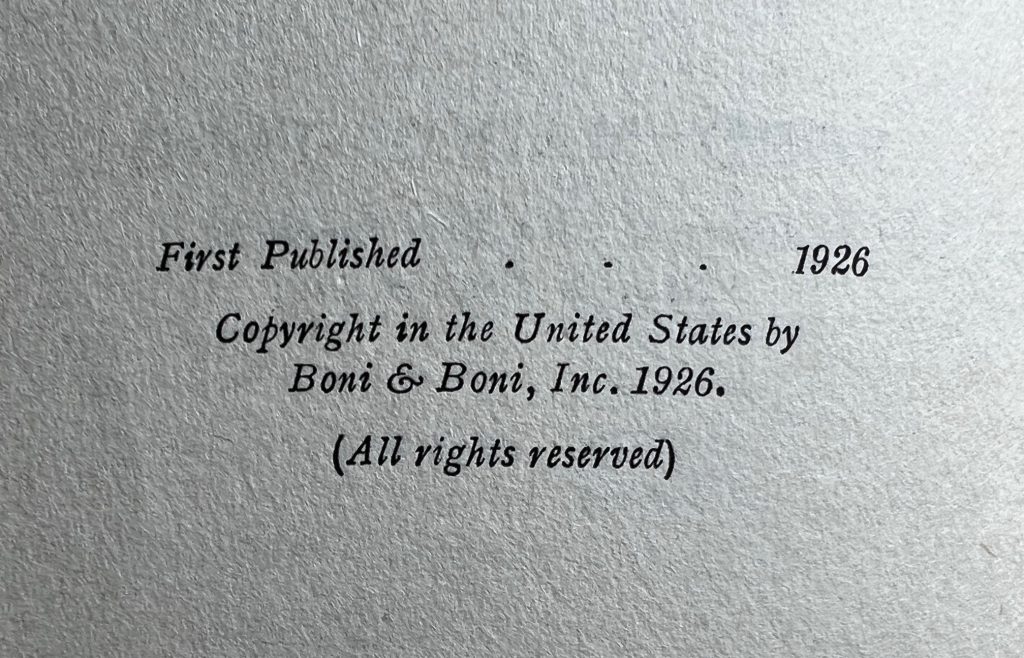 First Published . . . 1926
Copyright in the United States by
Boni & Boni, Inc. 1926.
(All rights reserved)